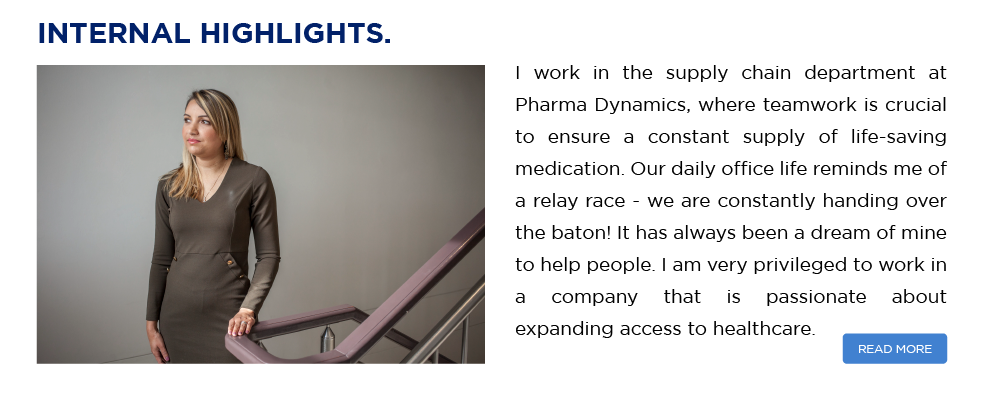 INTERNAL HIGHLIGHTS.
I work in the supply chain department at
Pharma Dynamics, where teamwork is crucial
to ensure a constant supply of life-saving
medication. Our daily office life reminds me of
a relay race - we are constantly handing over
the baton! It has always been a dream of mine
to help people. I am very privileged to work in
a company that is passionate about
expanding access to healthcare.
READ MORE